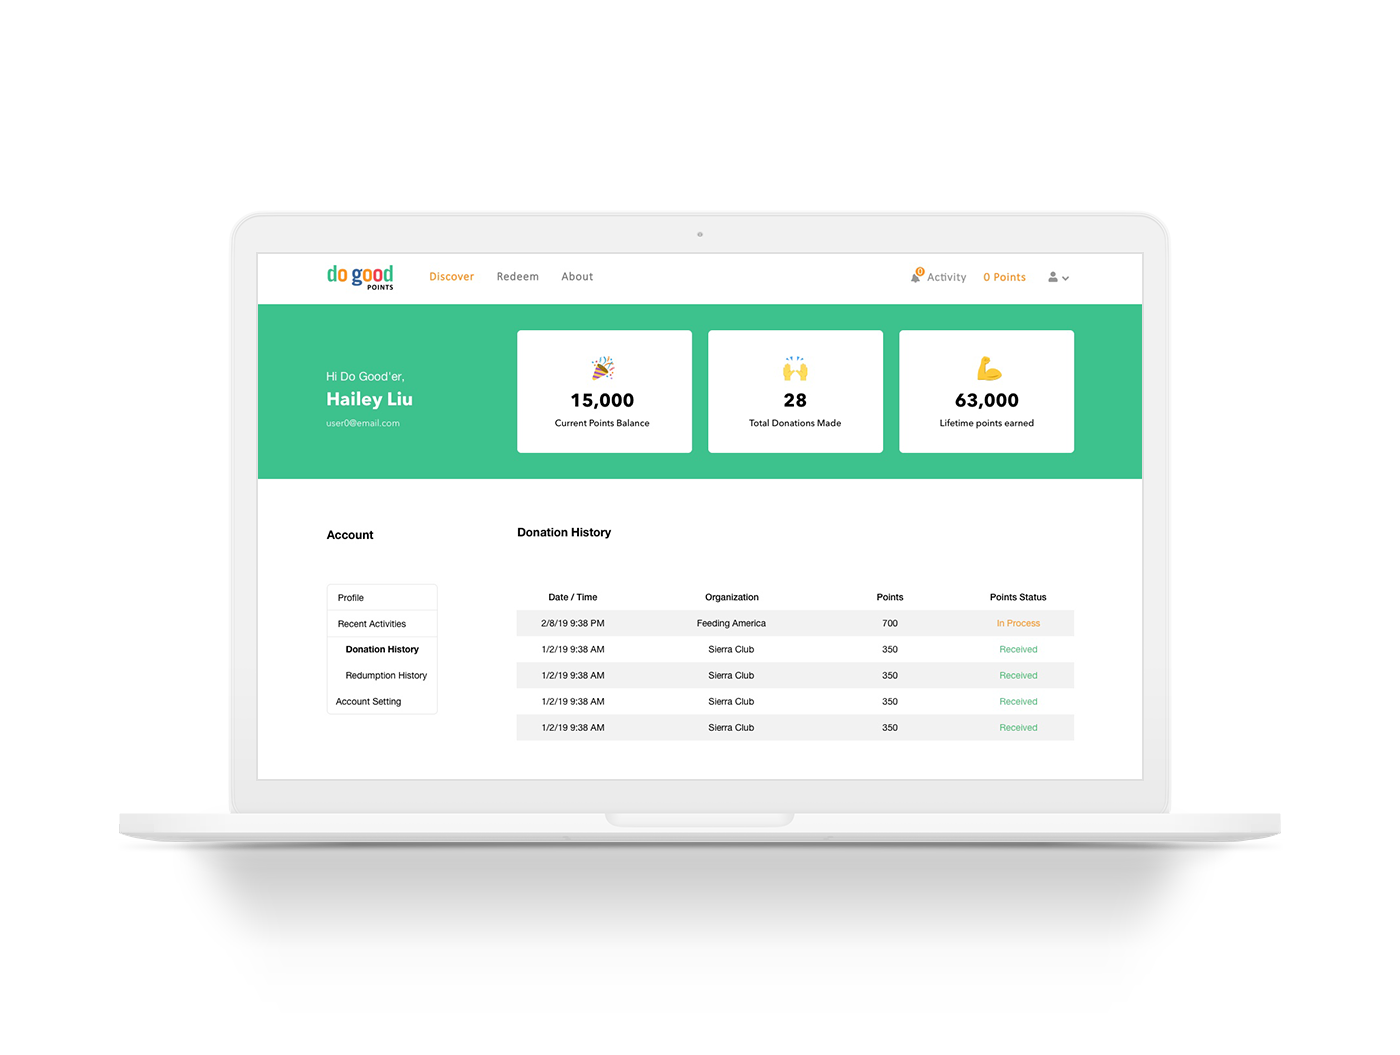 do good
POINTS
Discover
Redeem
About
0
Activity
0 Points
Hi Do Good'er,
Hailey Liu
user0@email.com
15,000
Current Points Balance
28
Total Donations Made
63,000
Lifetime points earned
Account
Profile
Recent Activities
Donation History
Redumption History
Account Setting
Donation History
Date / Time Organization Points Points Status
2/8/19 9:38 PM Feeding America 700 In Process
1/2/19 9:38 AM Sierra Club 350 Received
1/2/19 9:38 AM Sierra Club 350 Received
1/2/19 9:38 AM Sierra Club 350 Received
1/2/19 9:38 AM Sierra Club 350 Received